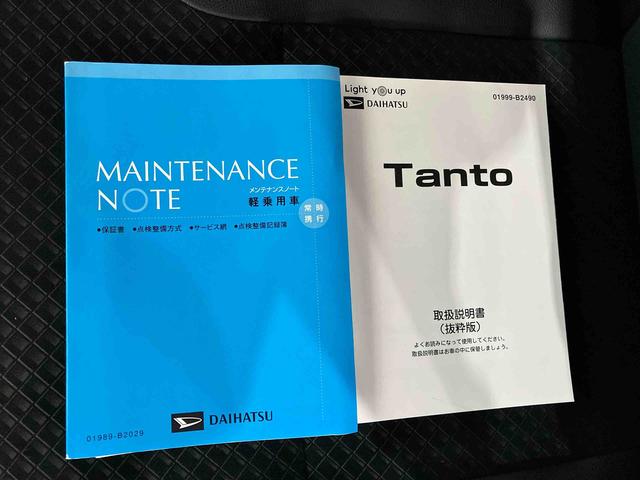 MAINTENANCE
NOTE
メンテナンスノート
軽乗用車
常時
携行
●保証書 ●点検整備方式 ●サービス網 ●点検整備記録簿
DAIHATSU
01989-B2029
Light you up
DAIHATSU
01999-B2490
Tanto
取扱説明書
（抜粋版）
よくお読みになって使用してください。
取扱説明書はお車の中に保管しましょう。